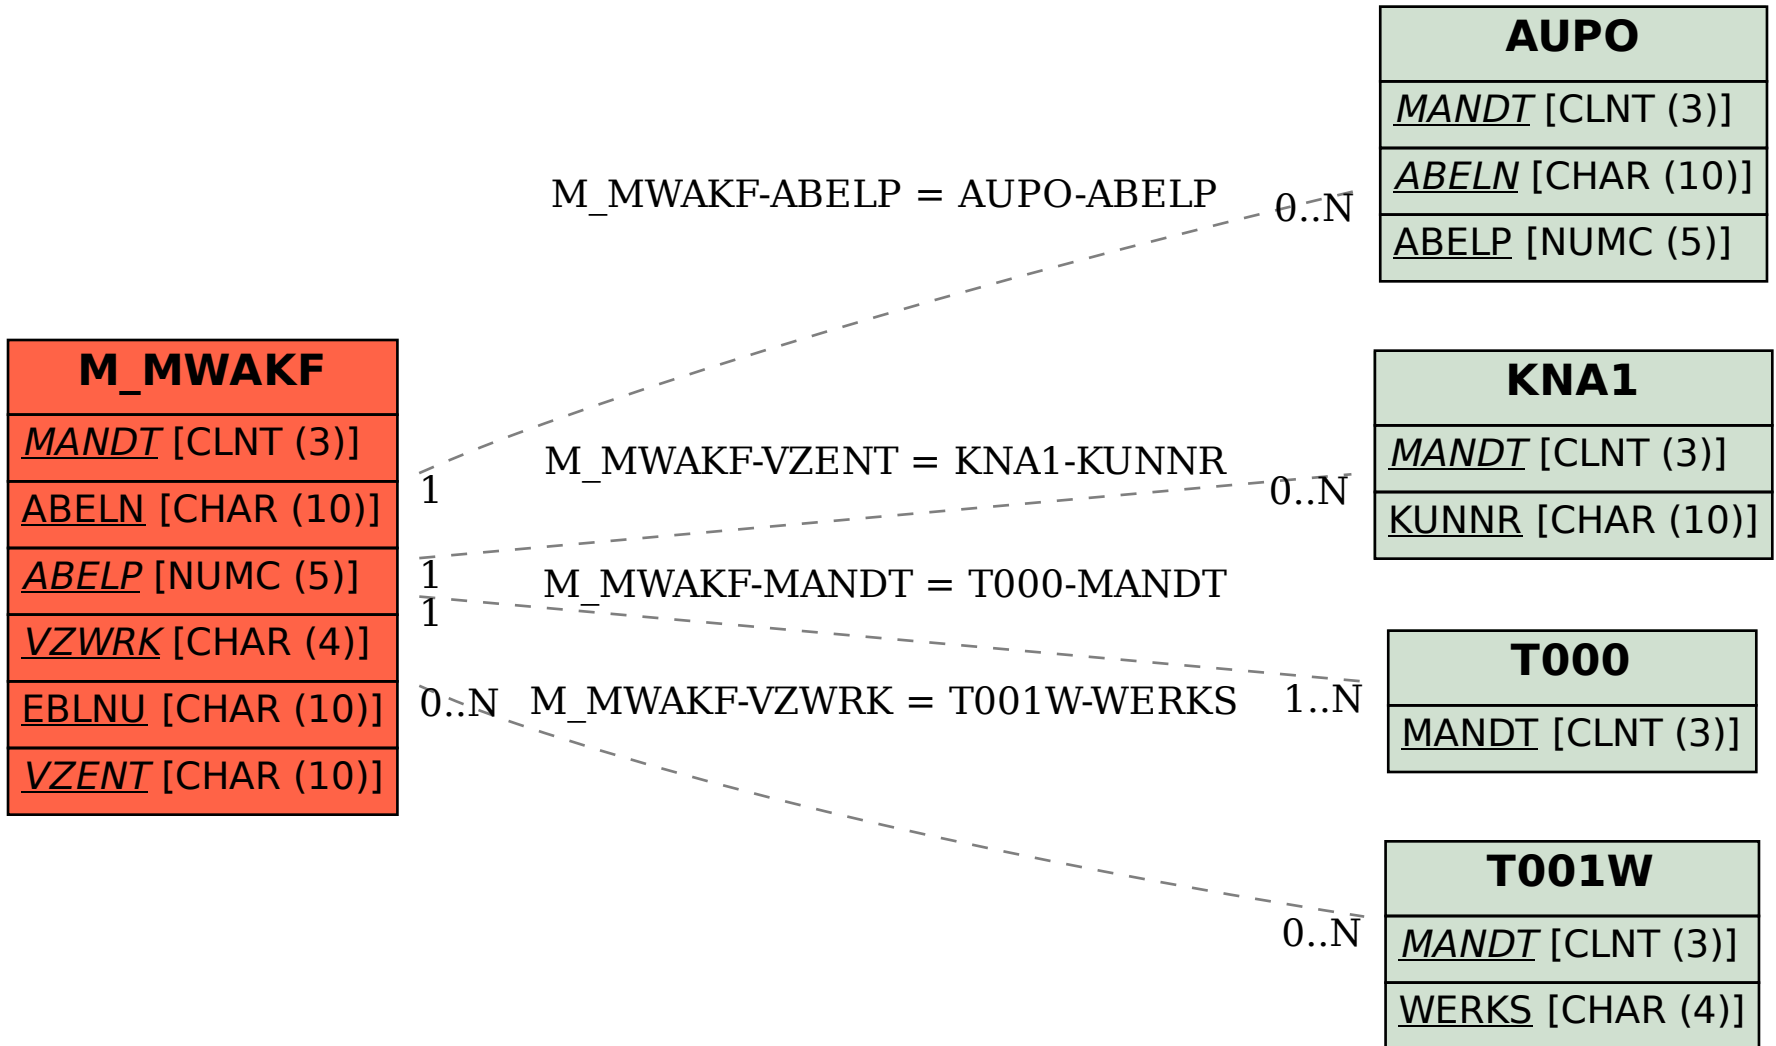 AUPO
MANDT [CLNT (3)]
ABELN [CHAR (10)]
ABELP [NUMC (5)]
M_MWAKF-ABELP = AUPO-ABELP
0..N
1
M_MWAKF
MANDT [CLNT (3)]
ABELN [CHAR (10)]
ABELP [NUMC (5)]
VZWRK [CHAR (4)]
EBLNU [CHAR (10)]
VZENT [CHAR (10)]
KNA1
MANDT [CLNT (3)]
KUNNR [CHAR (10)]
M_MWAKF-VZENT = KNA1-KUNNR
0..N
1
M_MWAKF-MANDT = T000-MANDT
1
1..N
T000
MANDT [CLNT (3)]
0..N
M_MWAKF-VZWRK = T001W-WERKS
0..N
T001W
MANDT [CLNT (3)]
WERKS [CHAR (4)]